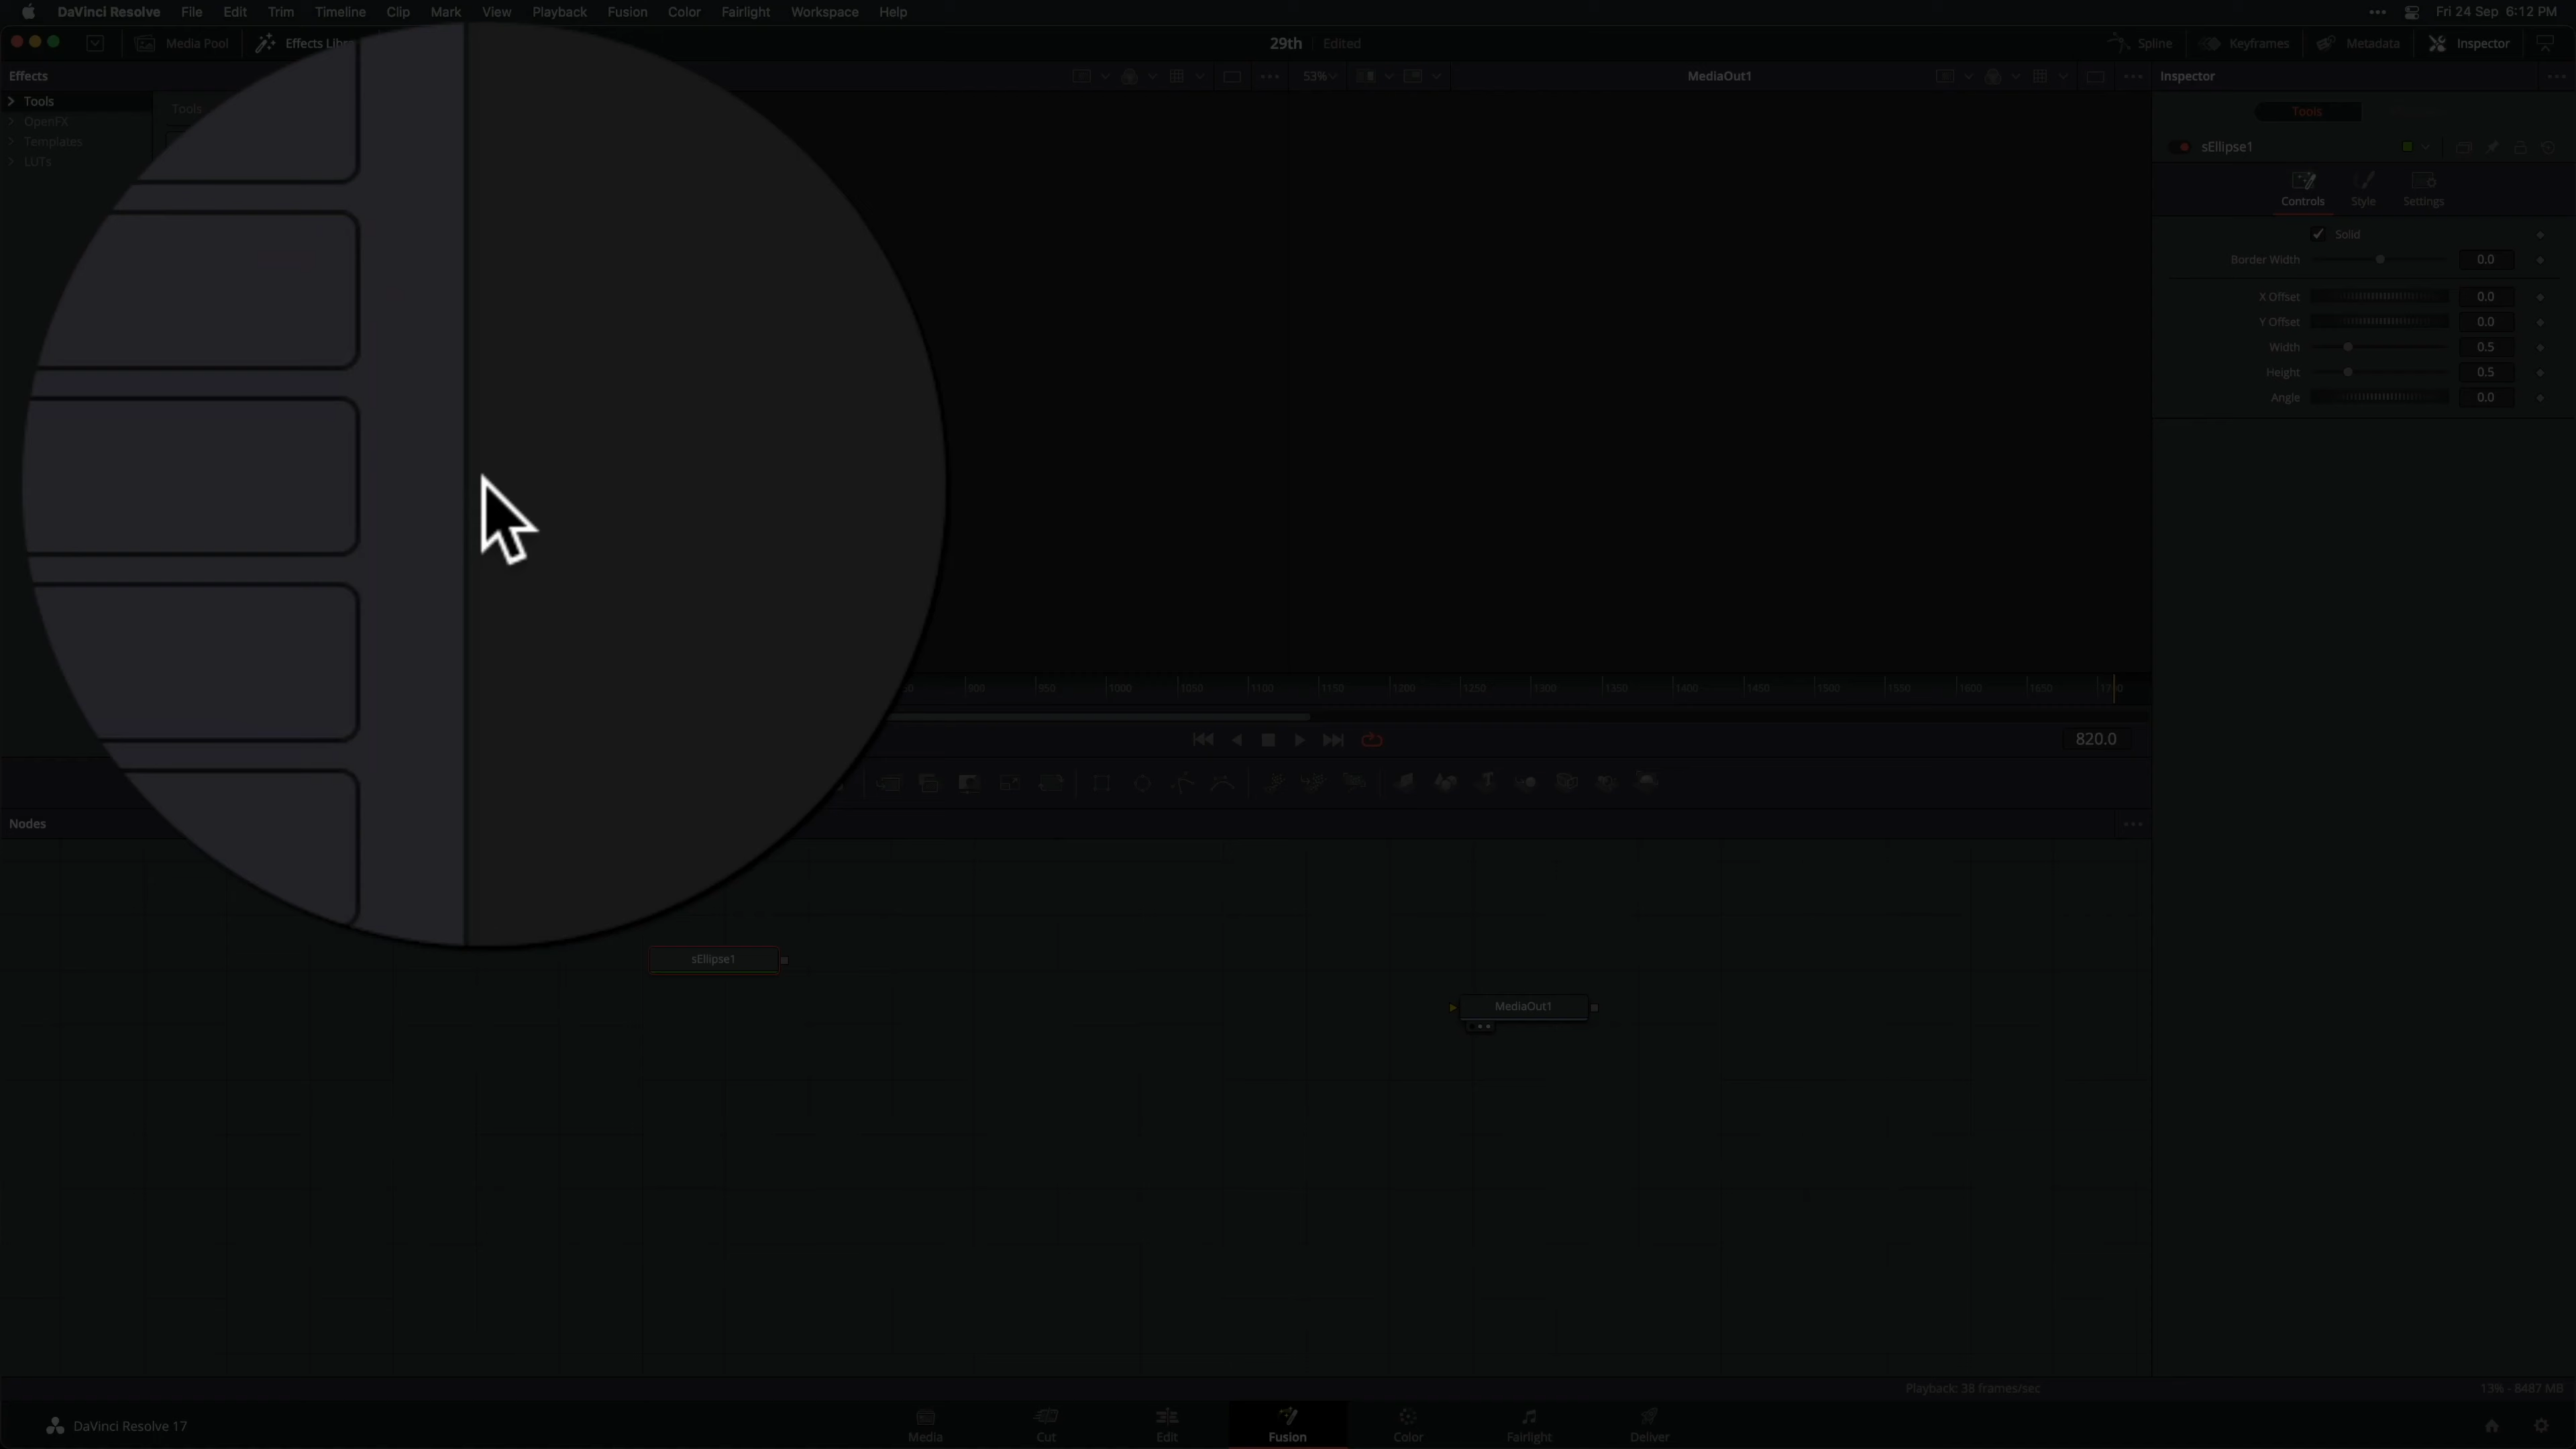 DaVinci Resolve File Edit Trim Timeline Clip Mark View Playback Fusion Color Fairlight Workspace Help Fri 24 Sep 6:12 PM
Media Pool Effects Libr 29th Edited Spline Keyframes Metadata Inspector
Effects 53% MediaOut1 Inspector
Tools
Tools
Tools
OpenFX
Templates
LUTs
sEllipse1
Controls Style Settings
Solid
Border Width 0.0
X Offset 0.0
Y Offset 0.0
Width 0.5
Height 0.5
Angle 0.0
900 950 1000 1050 1100 1150 1200 1250 1300 1350 1400 1450 1500 1550 1600 1650
820.0
Nodes
sEllipse1
MediaOut1
Playback: 38 frames/sec 13% - 8487 MB
DaVinci Resolve 17 Media Cut Edit Fusion Color Fairlight Deliver